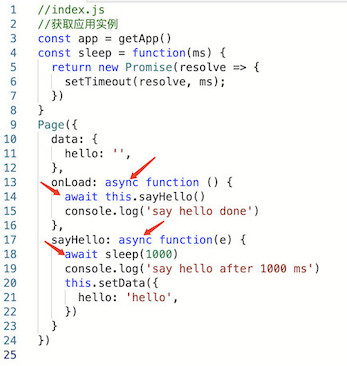 1 //index.js
2 //获取应用实例
3 const app = getApp()
4 const sleep = function(ms) {
5   return new Promise(resolve => {
6     setTimeout(resolve, ms);
7   })
8 }
9 Page({
10   data: {
11     hello: '',
12   },
13   onLoad: async function () {
14     await this.sayHello()
15     console.log('say hello done')
16   },
17   sayHello: async function(e) {
18     await sleep(1000)
19     console.log('say hello after 1000 ms')
20     this.setData({
21       hello: 'hello',
22     })
23   }
24 })
25